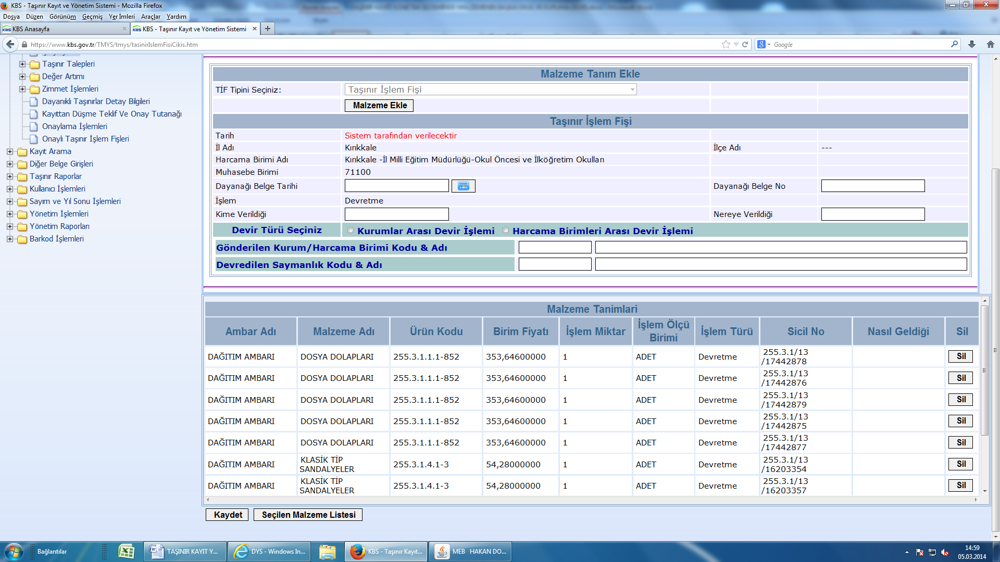 KBS - Taşınır Kayıt ve Yönetim Sistemi - Mozilla Firefox
Dosya Düzen Görünüm Geçmiş Yer İmleri Araçlar Yardım
KBS KBS Anasayfa
KBS KBS - Taşınır Kayıt ve Yönetim Sistemi
https://www.kbs.gov.tr/TMYS/tmys/tasinirIslemFisiCikis.htm
Google
Taşınır Talepleri
Değer Artımı
Zimmet İşlemleri
Dayanıklı Taşınırlar Detay Bilgileri
Kayıttan Düşme Teklif Ve Onay Tutanağı
Onaylama İşlemleri
Onaylı Taşınır İşlem Fişleri
Kayıt Arama
Diğer Belge Girişleri
Taşınır Raporlar
Kullanıcı İşlemleri
Sayım ve Yıl Sonu İşlemleri
Yönetim İşlemleri
Yönetim Raporları
Barkod İşlemleri
Malzeme Tanım Ekle
TİF Tipini Seçiniz: Taşınır İşlem Fişi
Malzeme Ekle
Taşınır İşlem Fişi
Tarih Sistem tarafından verilecektir
İl Adı Kırıkkale İlçe Adı ---
Harcama Birimi Adı Kırıkkale -İl Milli Eğitim Müdürlüğü-Okul Öncesi ve İlköğretim Okulları
Muhasebe Birimi 71100
Dayanağı Belge Tarihi Dayanağı Belge No
İşlem Devretme
Kime Verildiği Nereye Verildiği
Devir Türü Seçiniz Kurumlar Arası Devir İşlemi Harcama Birimleri Arası Devir İşlemi
Gönderilen Kurum/Harcama Birimi Kodu & Adı
Devredilen Saymanlık Kodu & Adı
Malzeme Tanimlari
Ambar Adı Malzeme Adı Ürün Kodu Birim Fiyatı İşlem Miktar İşlem Ölçü Birimi İşlem Türü Sicil No Nasıl Geldiği Sil
DAĞITIM AMBARI DOSYA DOLAPLARI 255.3.1.1.1-852 353,64600000 1 ADET Devretme 255.3.1/13 /17442878 Sil
DAĞITIM AMBARI DOSYA DOLAPLARI 255.3.1.1.1-852 353,64600000 1 ADET Devretme 255.3.1/13 /17442876 Sil
DAĞITIM AMBARI DOSYA DOLAPLARI 255.3.1.1.1-852 353,64600000 1 ADET Devretme 255.3.1/13 /17442879 Sil
DAĞITIM AMBARI DOSYA DOLAPLARI 255.3.1.1.1-852 353,64600000 1 ADET Devretme 255.3.1/13 /17442875 Sil
DAĞITIM AMBARI DOSYA DOLAPLARI 255.3.1.1.1-852 353,64600000 1 ADET Devretme 255.3.1/13 /17442877 Sil
DAĞITIM AMBARI KLASİK TİP SANDALYELER 255.3.1.4.1-3 54,28000000 1 ADET Devretme 255.3.1/13 /16203354 Sil
DAĞITIM AMBARI KLASİK TİP SANDALYELER 255.3.1.4.1-3 54,28000000 1 ADET Devretme 255.3.1/13 /16203357 Sil
Kaydet Seçilen Malzeme Listesi
Bağlantılar
TAŞINIR KAYIT Y...
DYS - Windows In...
KBS - Taşınır Kayıt...
MEB HAKAN DO...
14:59
05.03.2014